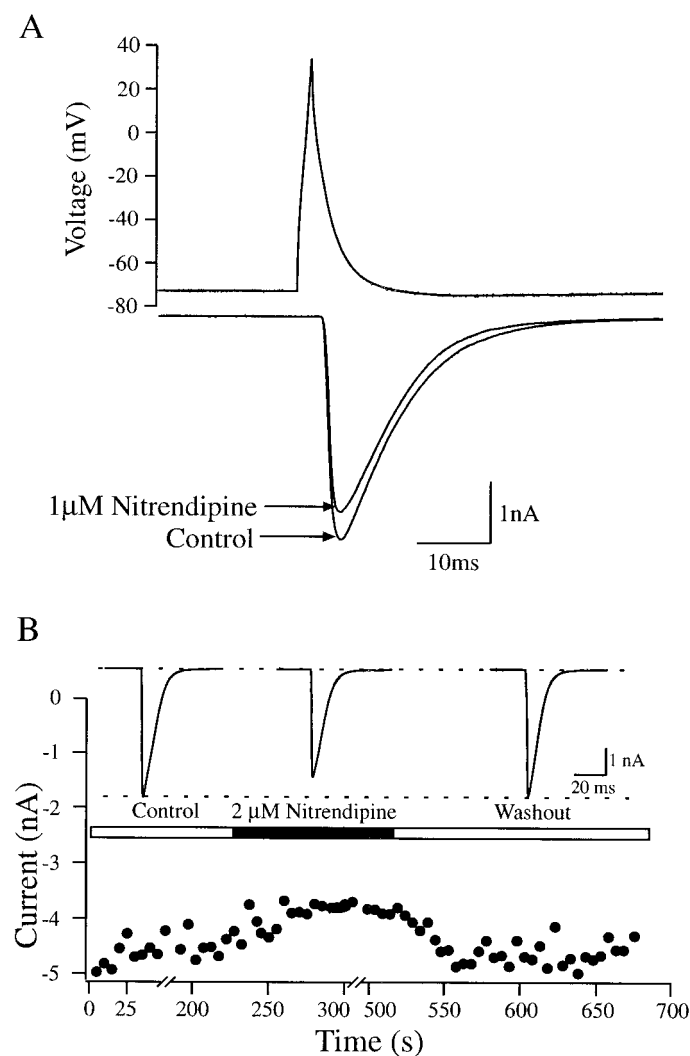 A
40
20
0
-20
-40
-60
-80
Voltage (mV)
1μM Nitrendipine
Control
1nA
10ms
B
0
-1
-2
-3
-4
-5
Current (nA)
1 nA
20 ms
Control
2 μM Nitrendipine
Washout
0 25 200 300 500 600 650 700
Time (s)